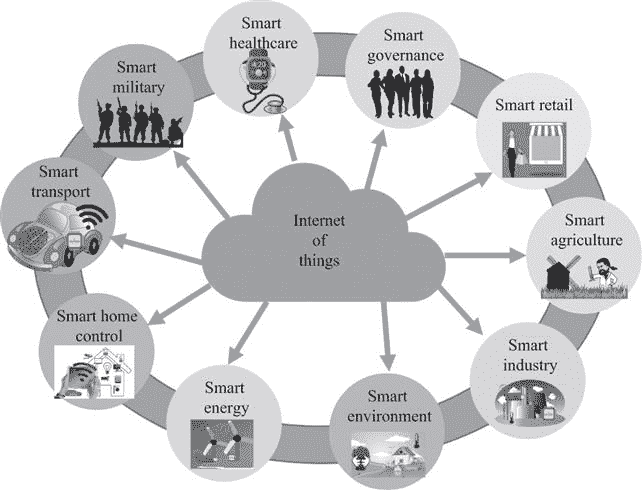 Smart
healthcare
Smart
governance
Smart retail
Smart
agriculture
Smart
industry
Smart
environment
Smart
energy
Smart home
control
Smart
transport
Smart
military
Internet
of
things